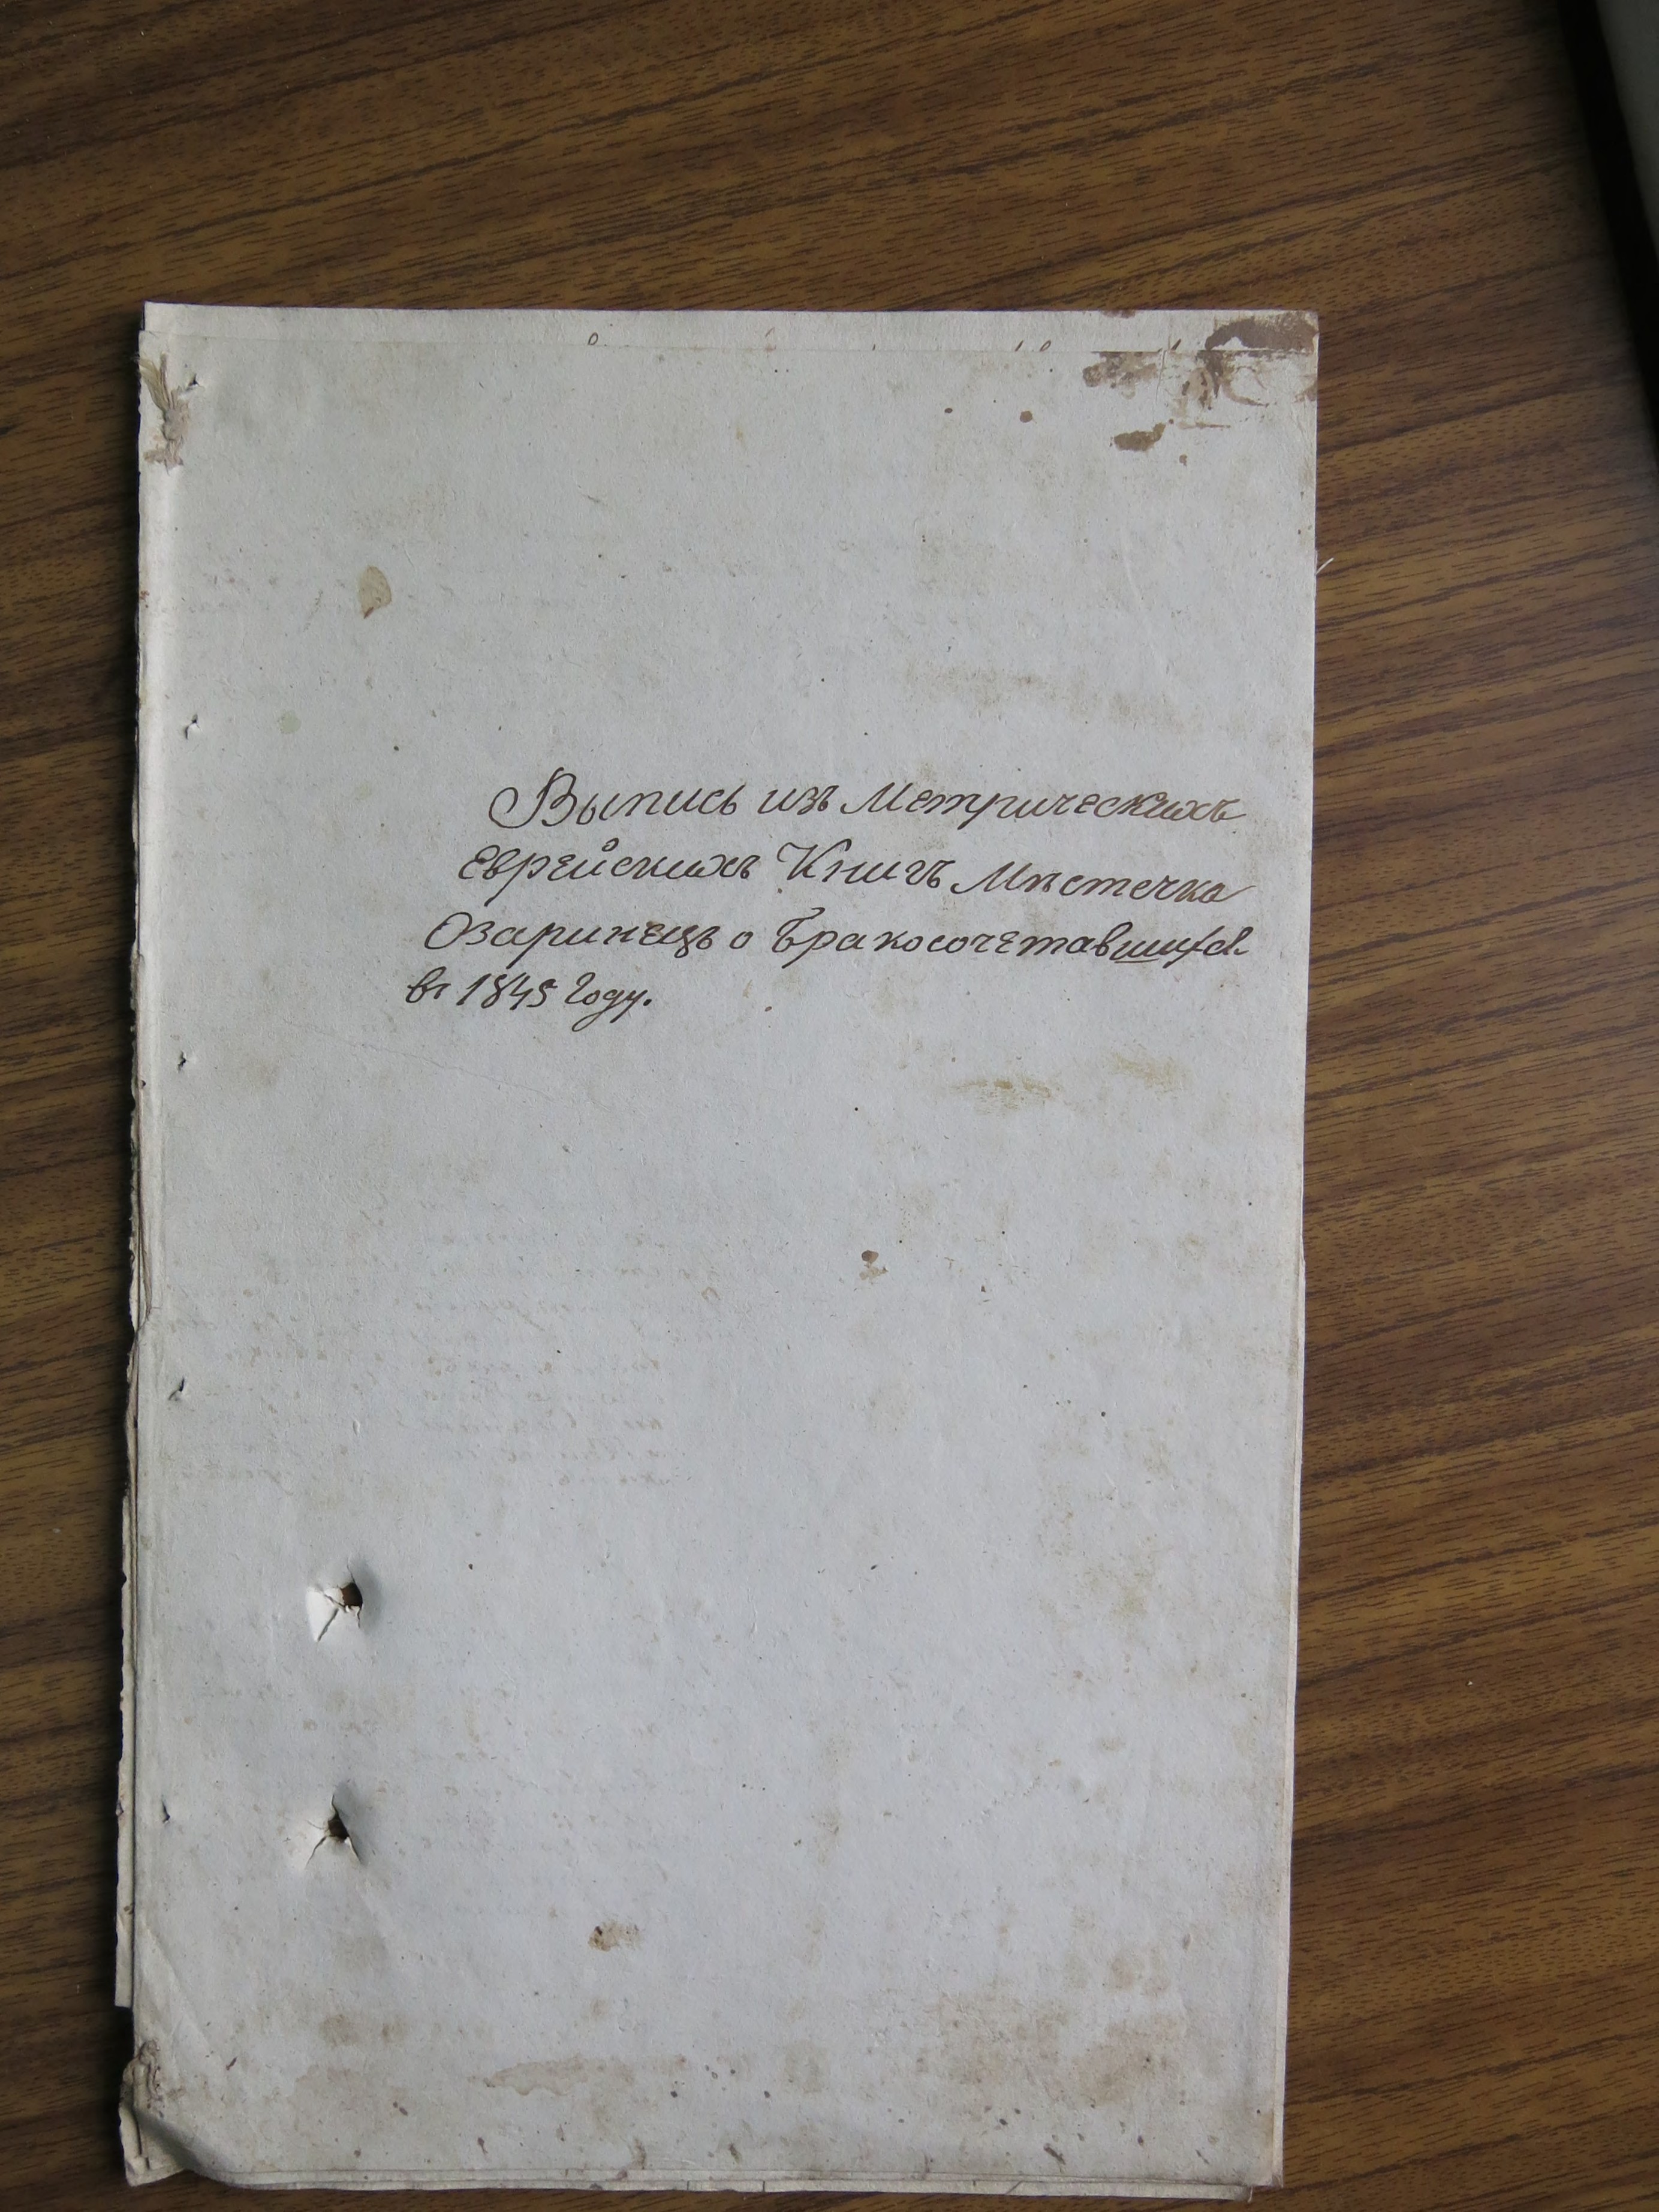 Выпись изъ Метрическихъ
Еврейскихъ Книгъ Мѣстечка
Озаринецъ о Бракосочетавшихся
въ 1845 Году.